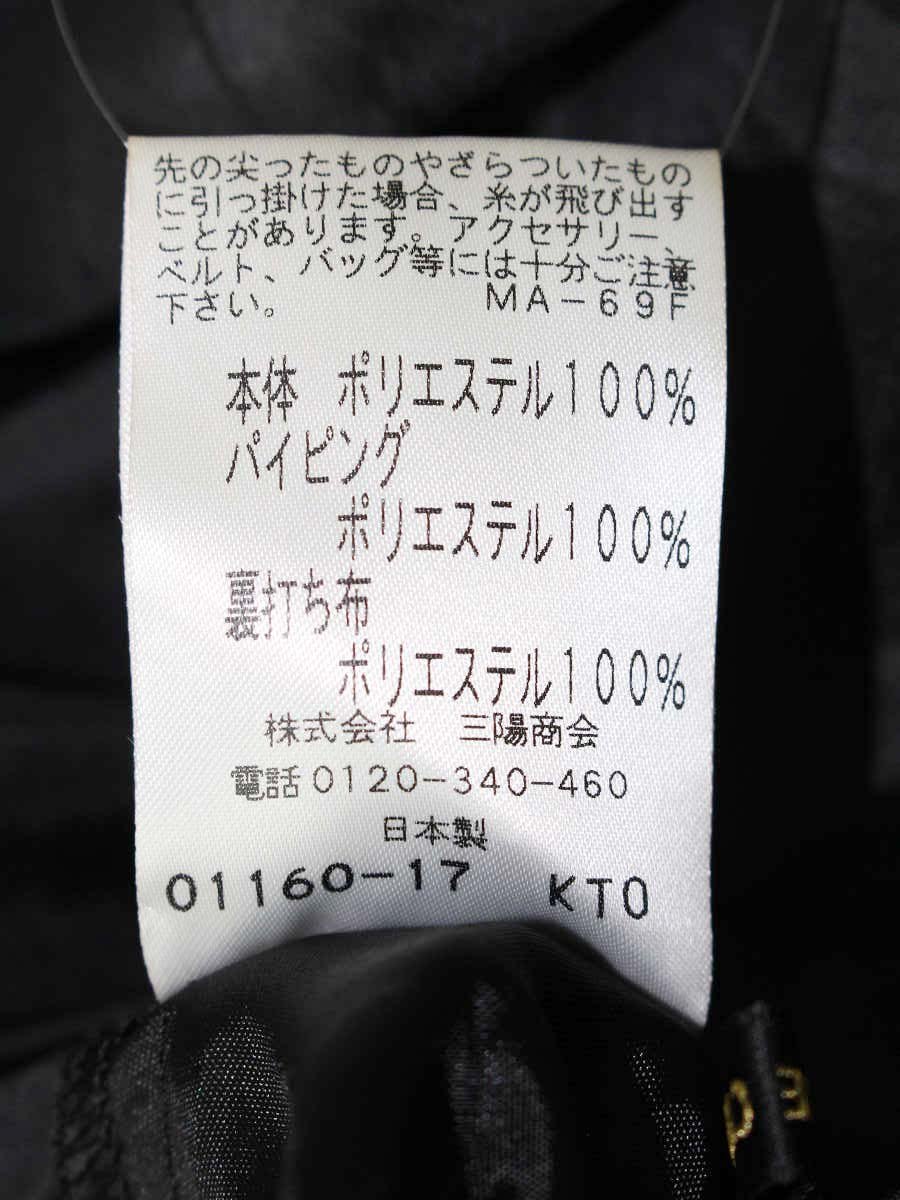 先の尖ったものやざらついたもの
に引っ掛けた場合、糸が飛び出す
ことがあります。アクセサリー、
ベルト、バッグ等には十分ご注意
下さい。 MA-69F
本体 ポリエステル100%
パイピング
ポリエステル100%
裏打ち布
ポリエステル100%
株式会社 三陽商会
電話0120-340-460
日本製
01160-17 KTO